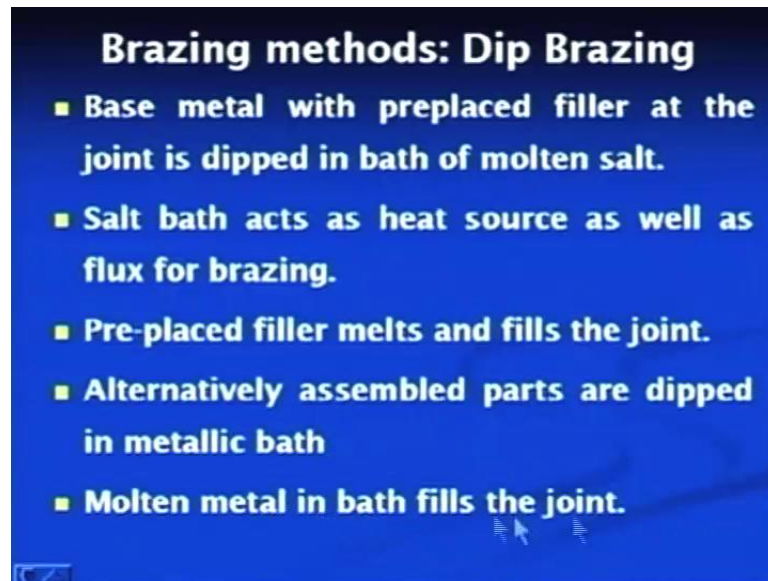 Brazing methods: Dip Brazing
Base metal with preplaced filler at the
joint is dipped in bath of molten salt.
Salt bath acts as heat source as well as
flux for brazing.
Pre-placed filler melts and fills the joint.
Alternatively assembled parts are dipped
in metallic bath
Molten metal in bath fills the joint.